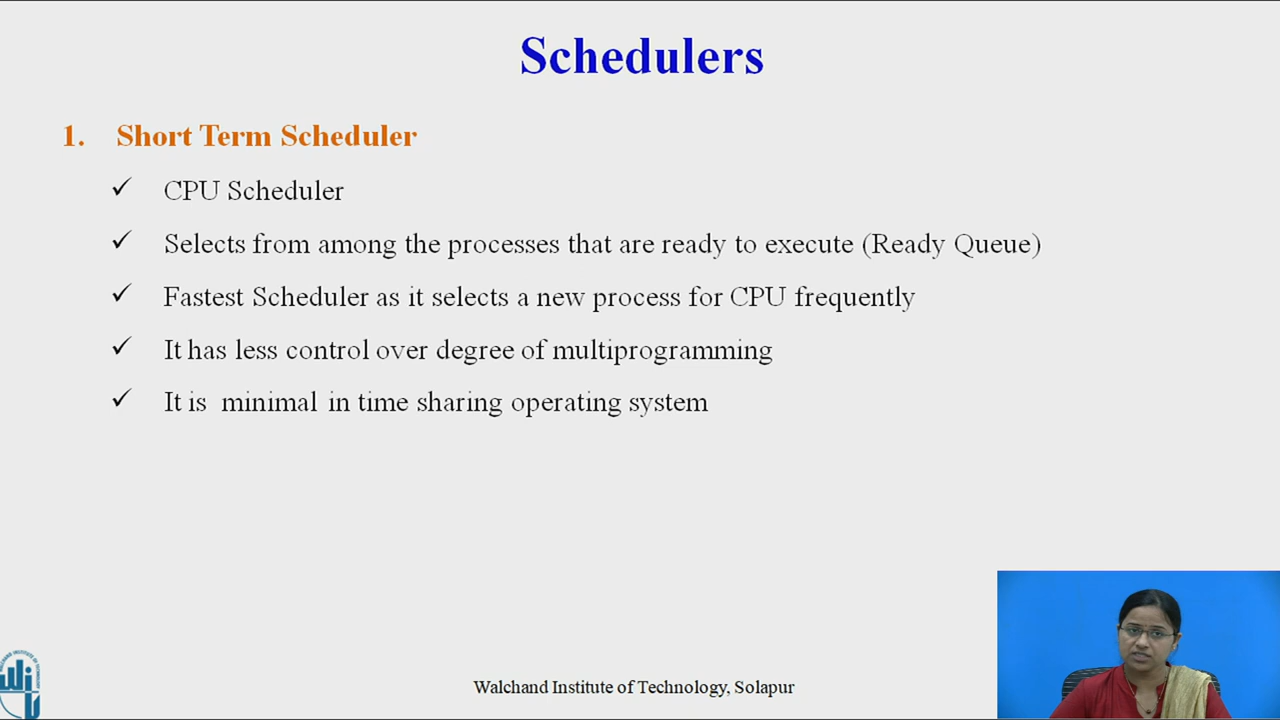 Schedulers
1. Short Term Scheduler
✓ CPU Scheduler
✓ Selects from among the processes that are ready to execute (Ready Queue)
✓ Fastest Scheduler as it selects a new process for CPU frequently
✓ It has less control over degree of multiprogramming
✓ It is minimal in time sharing operating system
Walchand Institute of Technology, Solapur